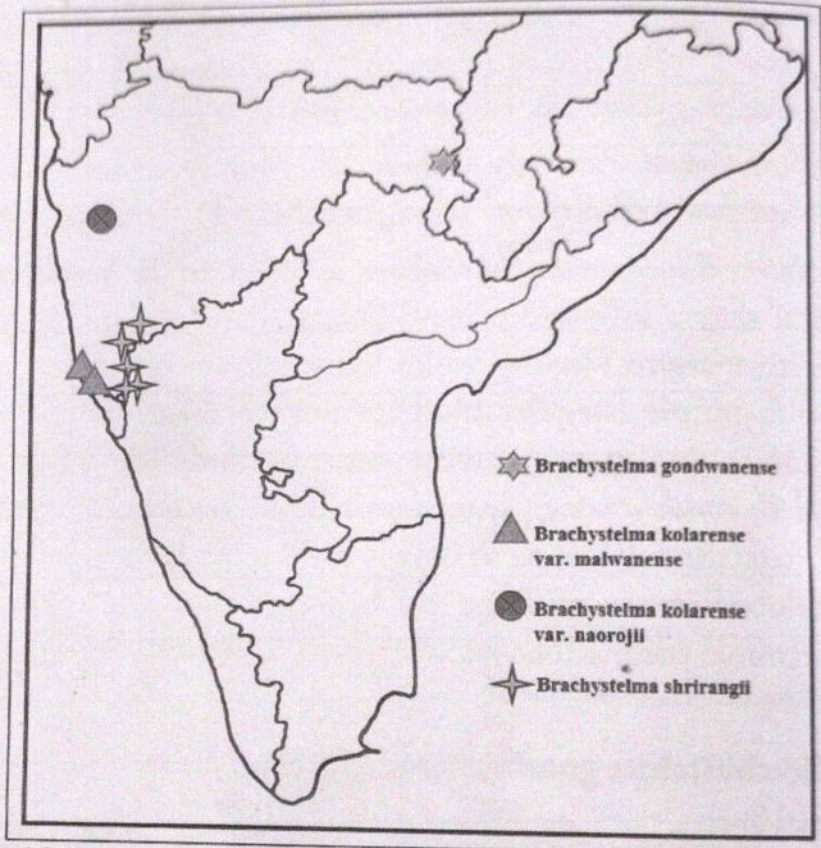 Brachystelma gondwanense
Brachystelma kolarense
var. malwanense
Brachystelma kolarense
var. naorojii
Brachystelma shrirangii